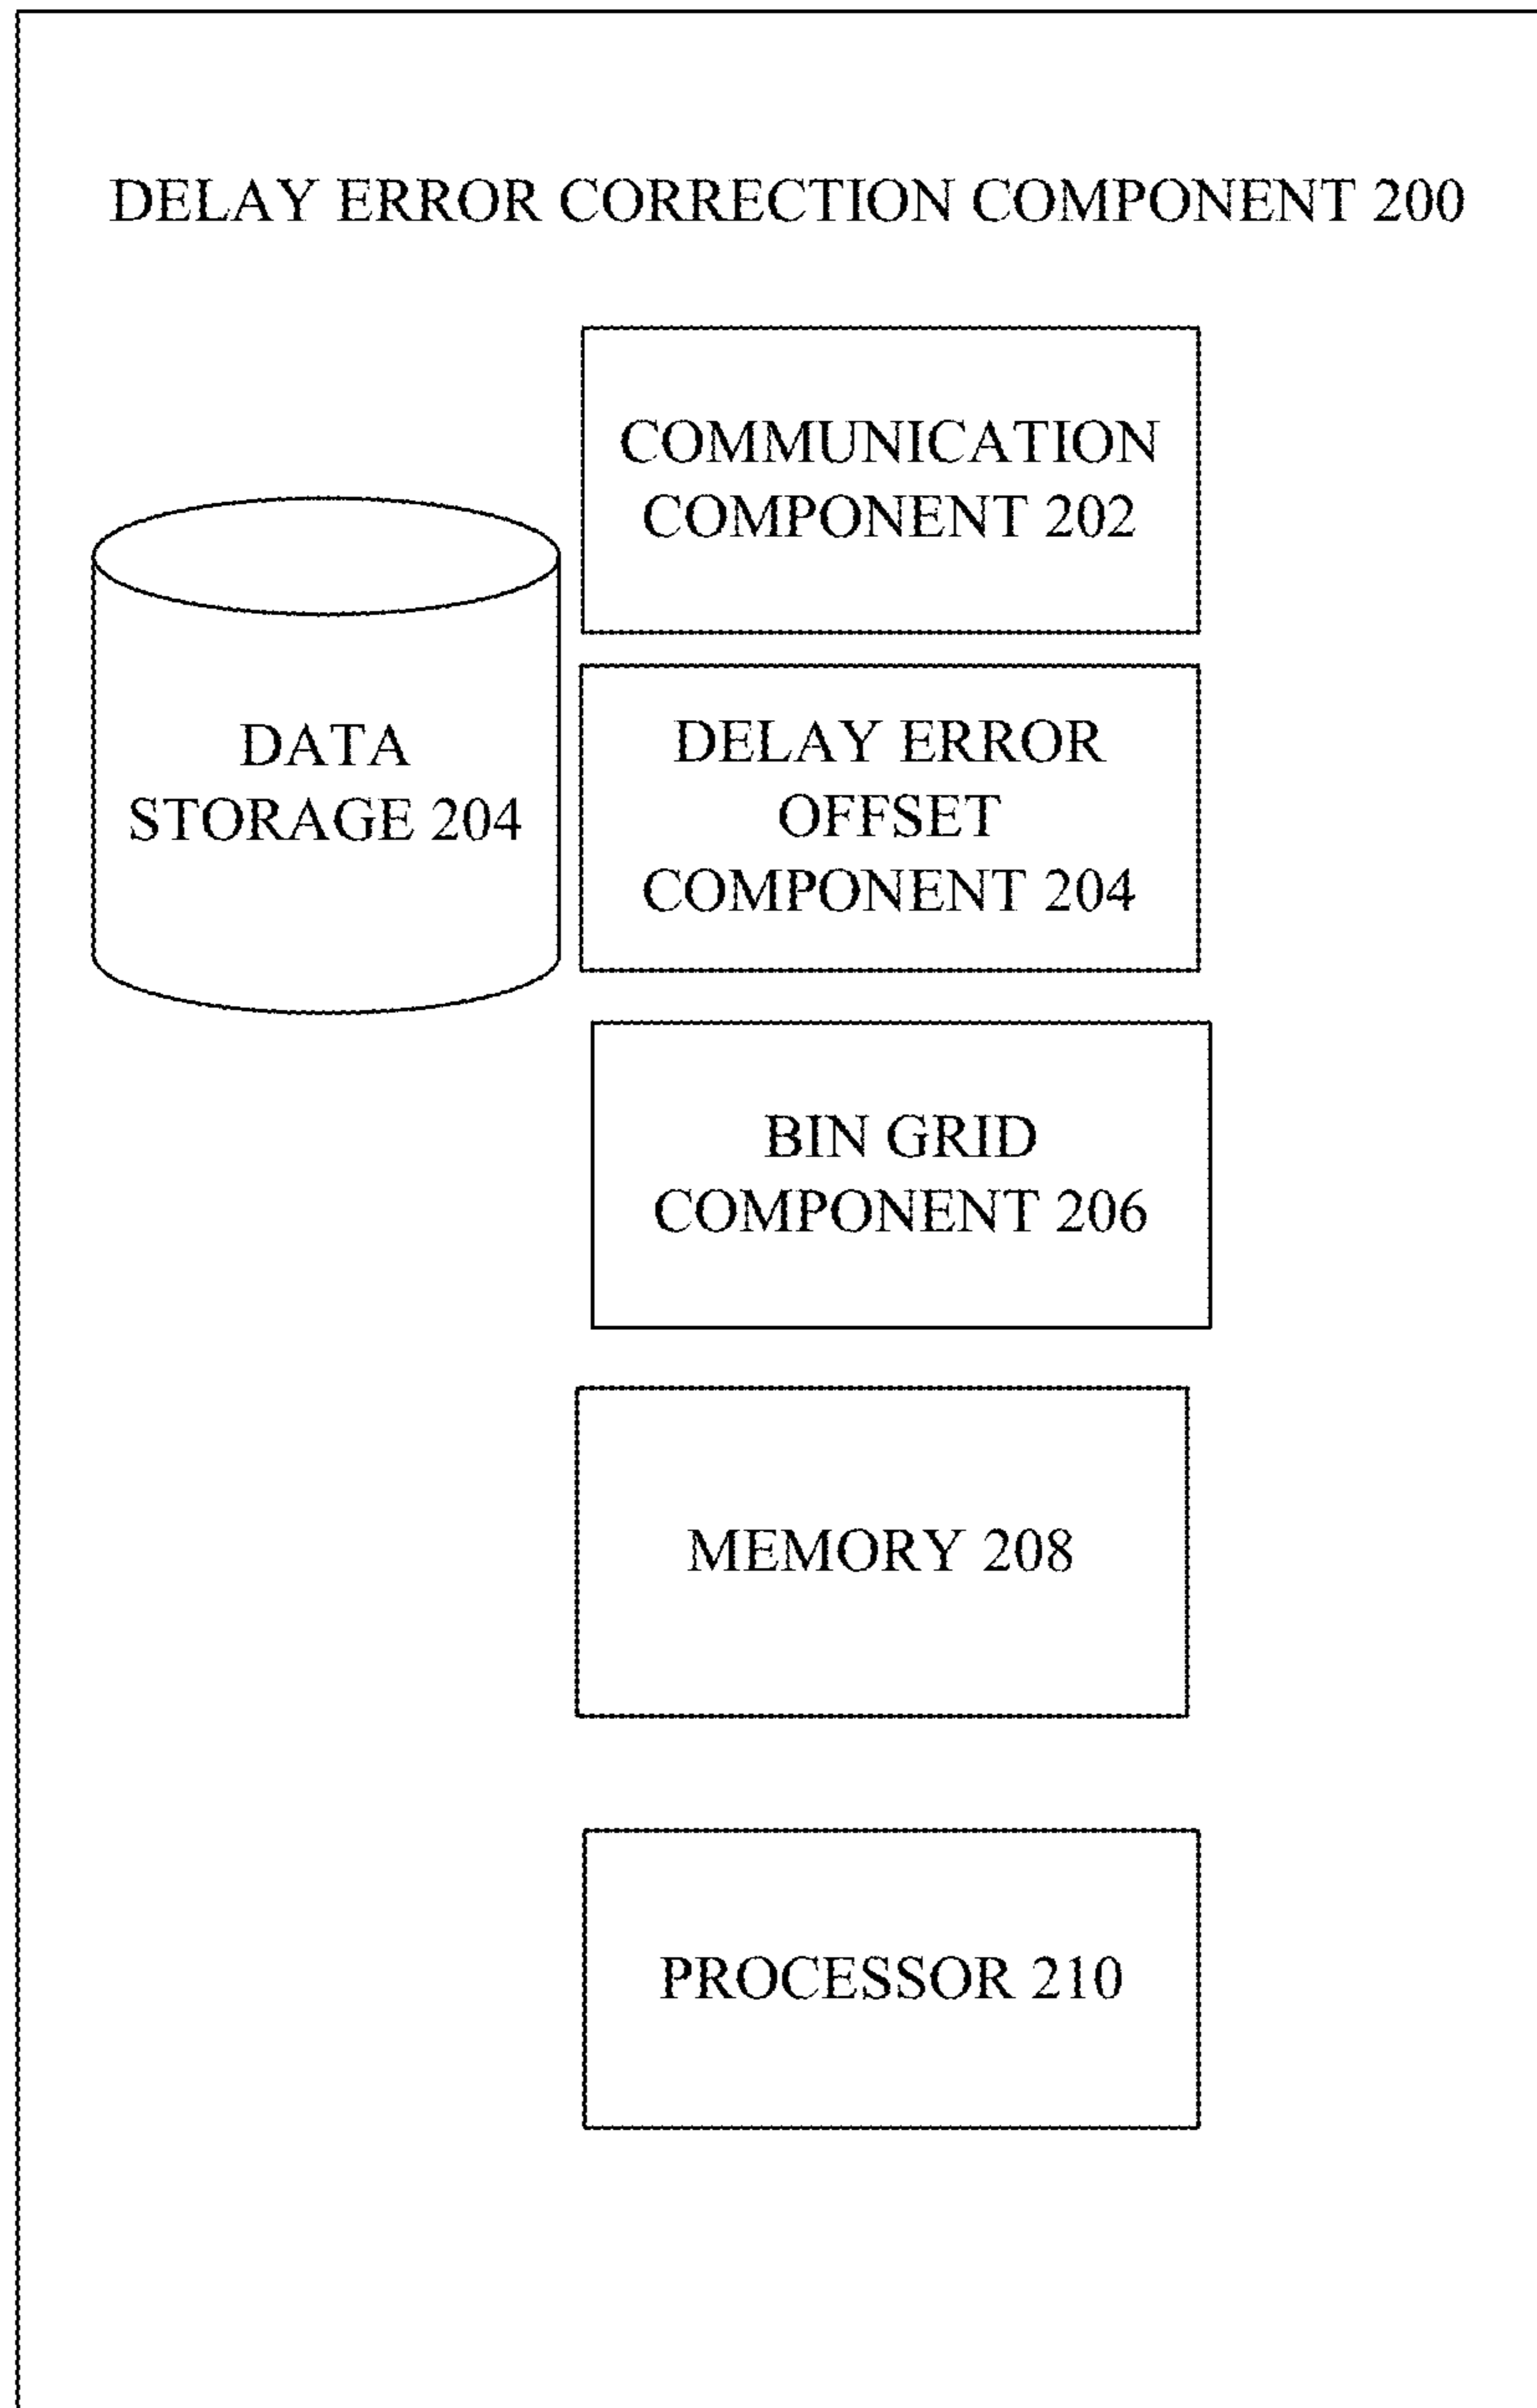 DELAY ERROR CORRECTION COMPONENT 200
COMMUNICATION
COMPONENT 202
DATA
STORAGE 204
DELAY ERROR
OFFSET
COMPONENT 204
BIN GRID
COMPONENT 206
MEMORY 208
PROCESSOR 210